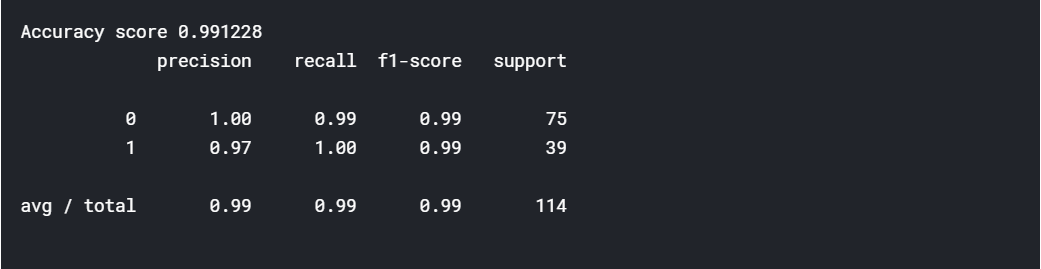 Accuracy score 0.991228
precision recall f1-score support
0 1.00 0.99 0.99 75
1 0.97 1.00 0.99 39
avg / total 0.99 0.99 0.99 114